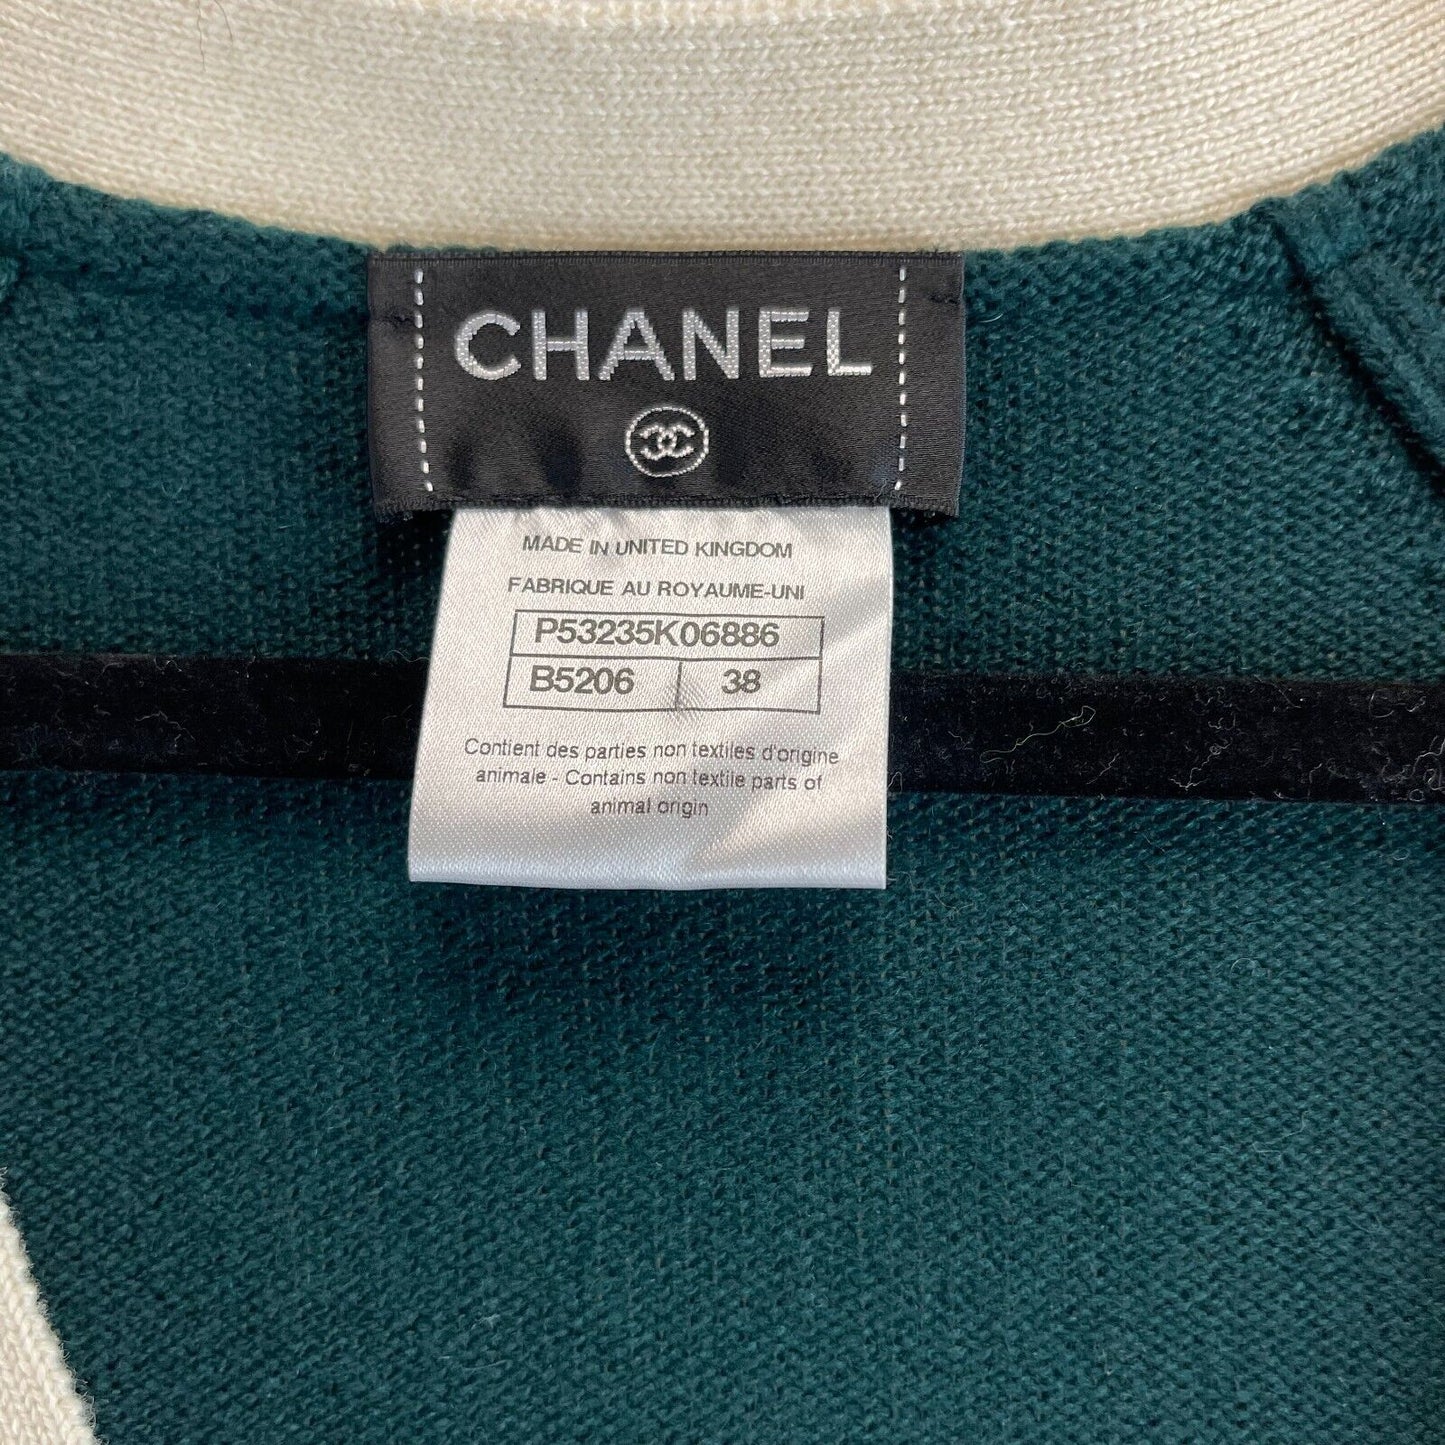 CHANEL
MADE IN UNITED KINGDOM
FABRIQUE AU ROYAUME-UNI
P53235K06886
B5206 38
Contient des parties non textiles d'origine
animale - Contains non textile parts of
animal origin